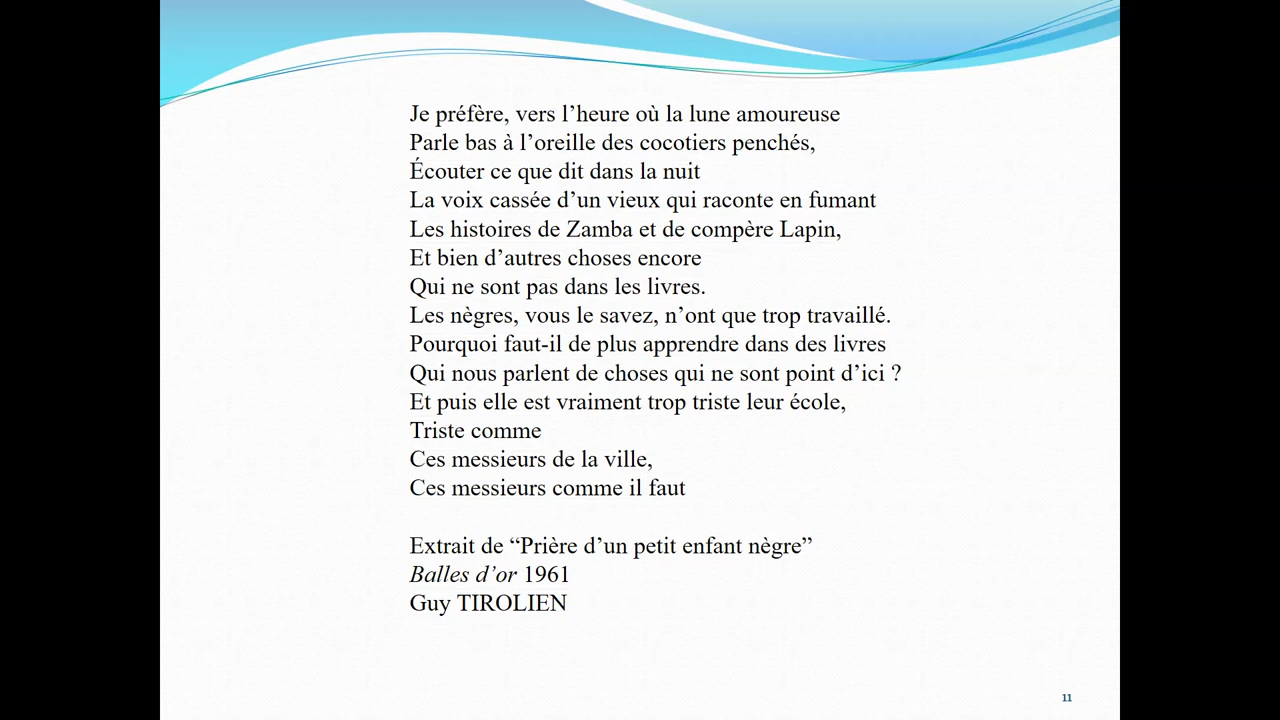 Je préfère, vers l’heure où la lune amoureuse
Parle bas à l’oreille des cocotiers penchés,
Écouter ce que dit dans la nuit
La voix cassée d’un vieux qui raconte en fumant
Les histoires de Zamba et de compère Lapin,
Et bien d’autres choses encore
Qui ne sont pas dans les livres.
Les nègres, vous le savez, n’ont que trop travaillé.
Pourquoi faut-il de plus apprendre dans des livres
Qui nous parlent de choses qui ne sont point d’ici ?
Et puis elle est vraiment trop triste leur école,
Triste comme
Ces messieurs de la ville,
Ces messieurs comme il faut
Extrait de “Prière d’un petit enfant nègre”
Balles d’or 1961
Guy TIROLIEN
11